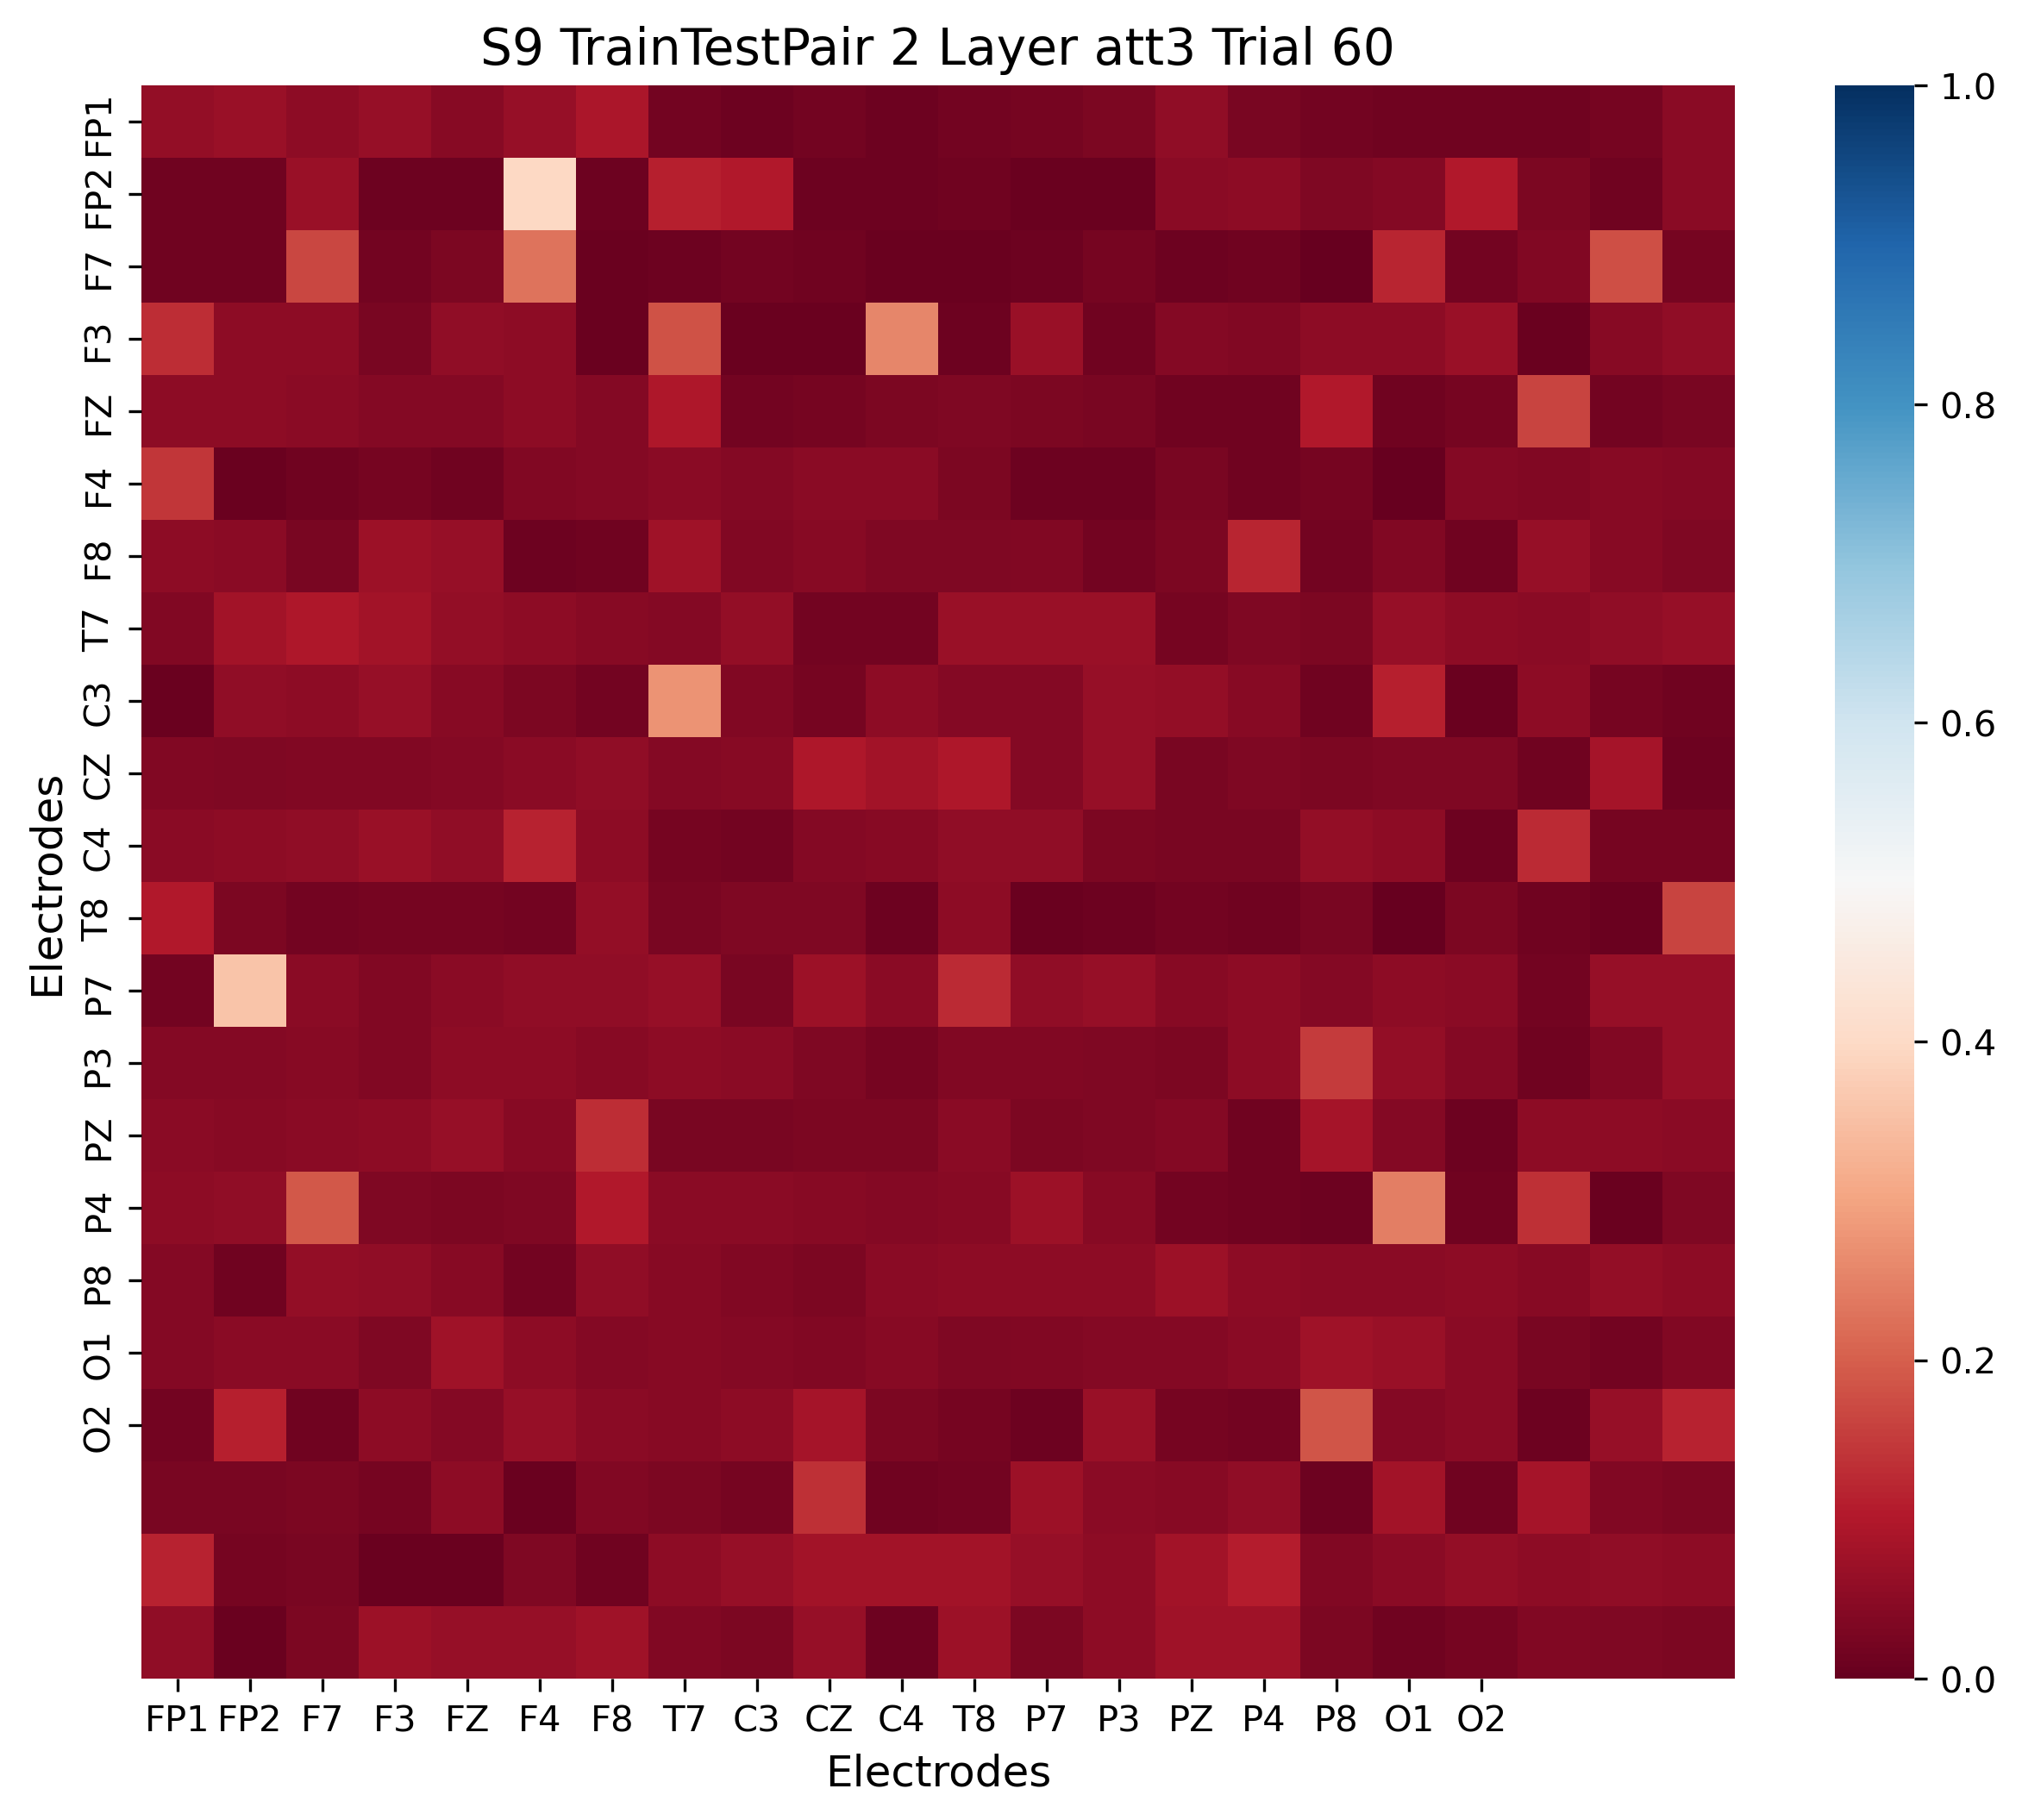 S9 TrainTestPair 2 Layer att3 Trial 60
Electrodes
FP1
FP2
F7
F3
FZ
F4
F8
T7
C3
CZ
C4
T8
P7
P3
PZ
P4
P8
O1
O2
FP1 FP2 F7 F3 FZ F4 F8 T7 C3 CZ C4 T8 P7 P3 PZ P4 P8 O1 O2
Electrodes
1.0
0.8
0.6
0.4
0.2
0.0